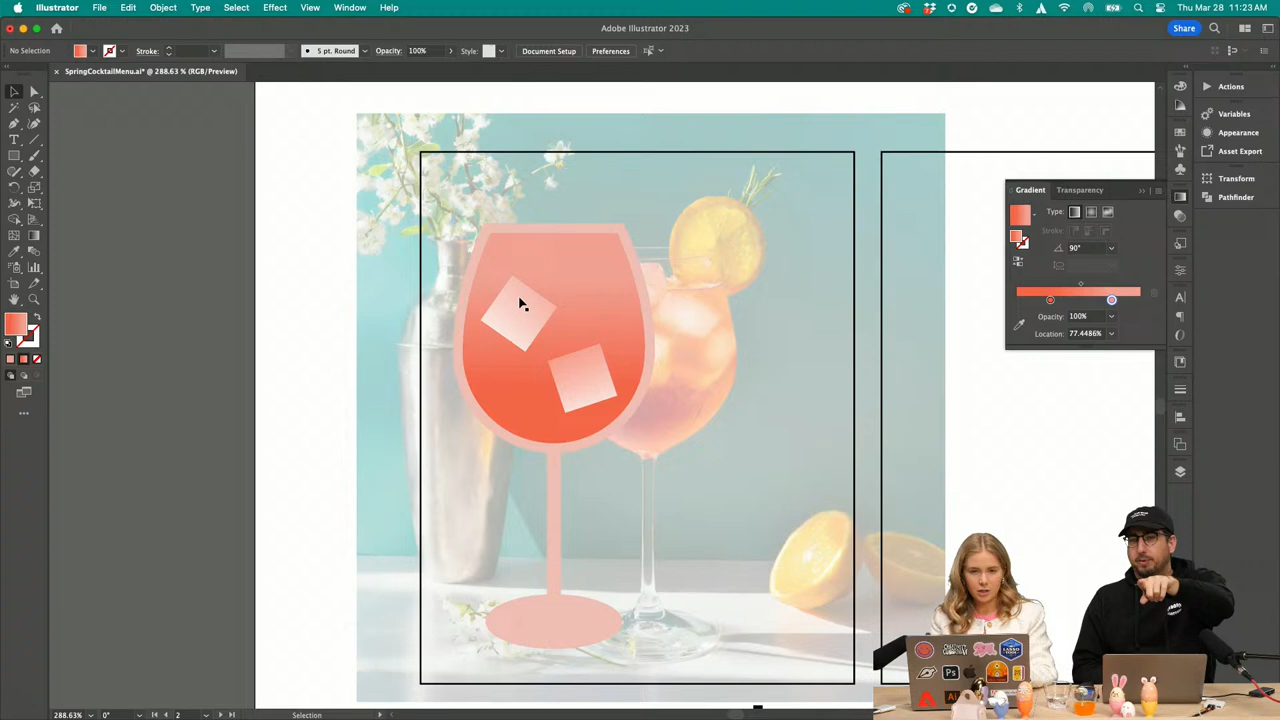 Illustrator File Edit Object Type Select Effect View Window Help
Thu Mar 28 11:23 AM
Adobe Illustrator 2023
Share
No Selection
Stroke:
5 pt. Round
Opacity: 100%
Style:
Document Setup
Preferences
SpringCocktailMenu.ai* @ 288.63 % (RGB/Preview)
Actions
Variables
Appearance
Asset Export
Transform
Pathfinder
Gradient
Transparency
Type:
Stroke:
90°
Opacity: 100%
Location: 77.4486%
Ps
Ai
LASSO
288.63%
0°
2
Selection